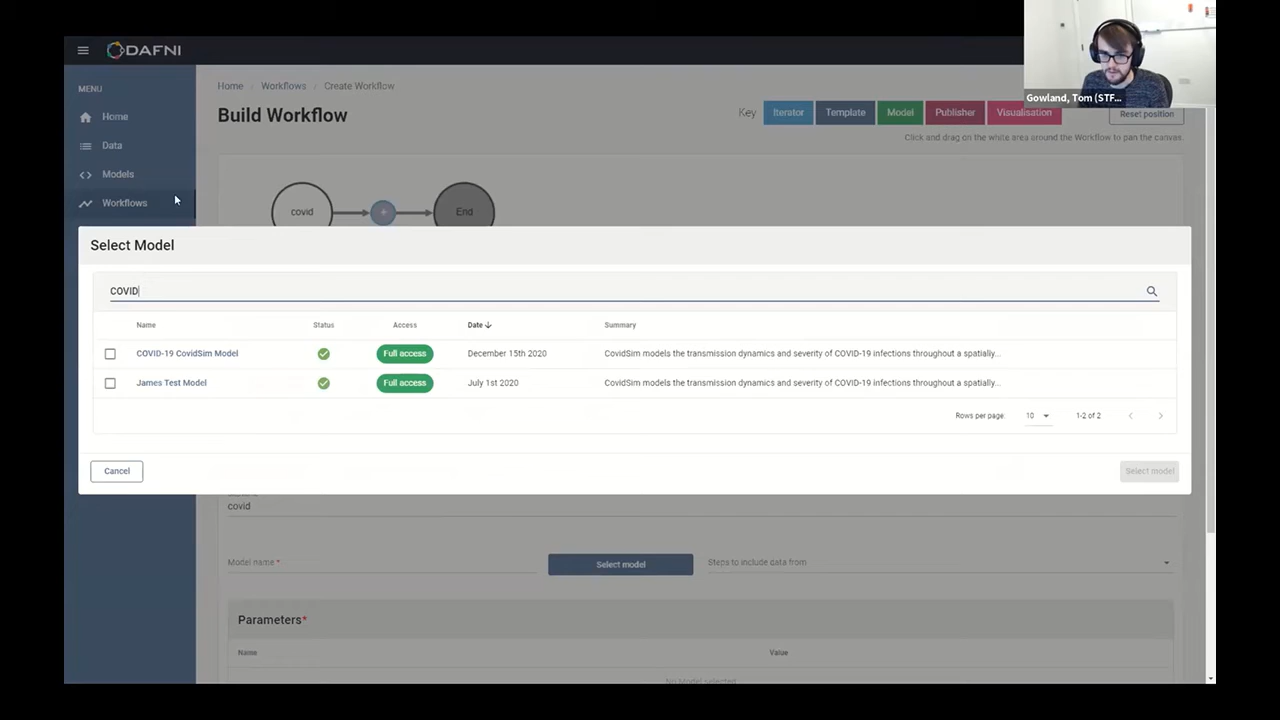 DAFNI
Gowland, Tom (STF...
MENU
Home
Data
Models
Workflows
Home
Workflows
Create Workflow
Build Workflow
Key
Iterator
Template
Model
Publisher
Visualisation
Reset position
Click and drag on the white area around the Workflow to pan the canvas.
covid
+
End
Select Model
COVID
Name Status Access Date Summary
COVID-19 CovidSim Model Full access December 15th 2020 CovidSim models the transmission dynamics and severity of COVID-19 infections throughout a spatially...
James Test Model Full access July 1st 2020 CovidSim models the transmission dynamics and severity of COVID-19 infections throughout a spatially...
Rows per page: 10 1-2 of 2
Cancel
Select model
covid
Model name *
Select model
Steps to include data from
Parameters*
Name Value
No Model selected